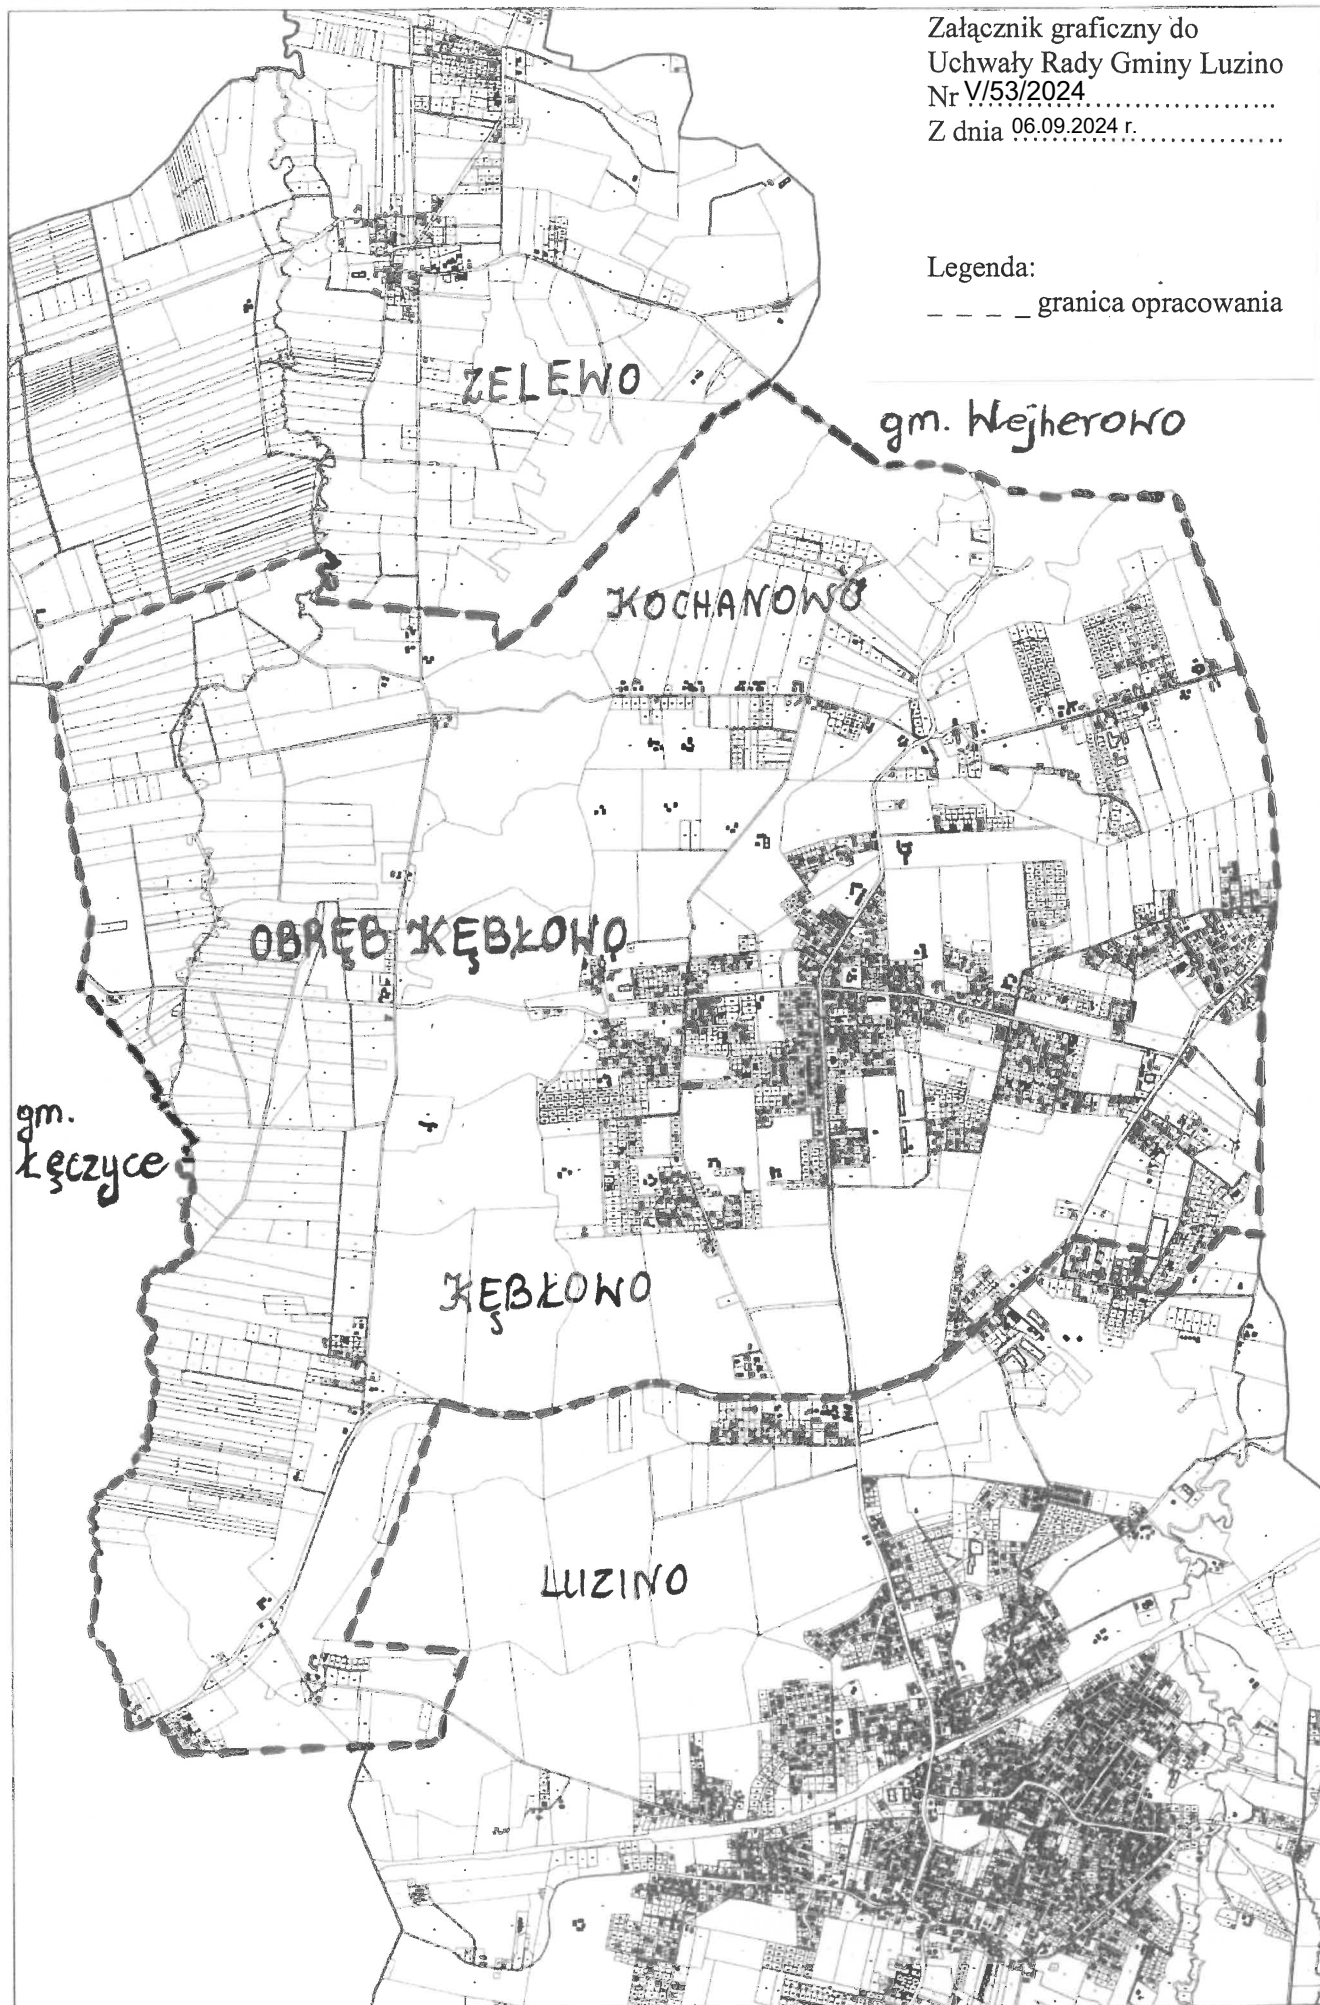 Załącznik graficzny do
Uchwały Rady Gminy Luzino
Nr V/53/2024
Z dnia 06.09.2024 r.
Legenda:
_ _ _ _ granica opracowania
ZELEWO
gm. Wejherowo
KOCHANOWO
OBRĘB KĘBŁOWO
gm.
Łęczyce
KĘBŁOWO
LUZINO